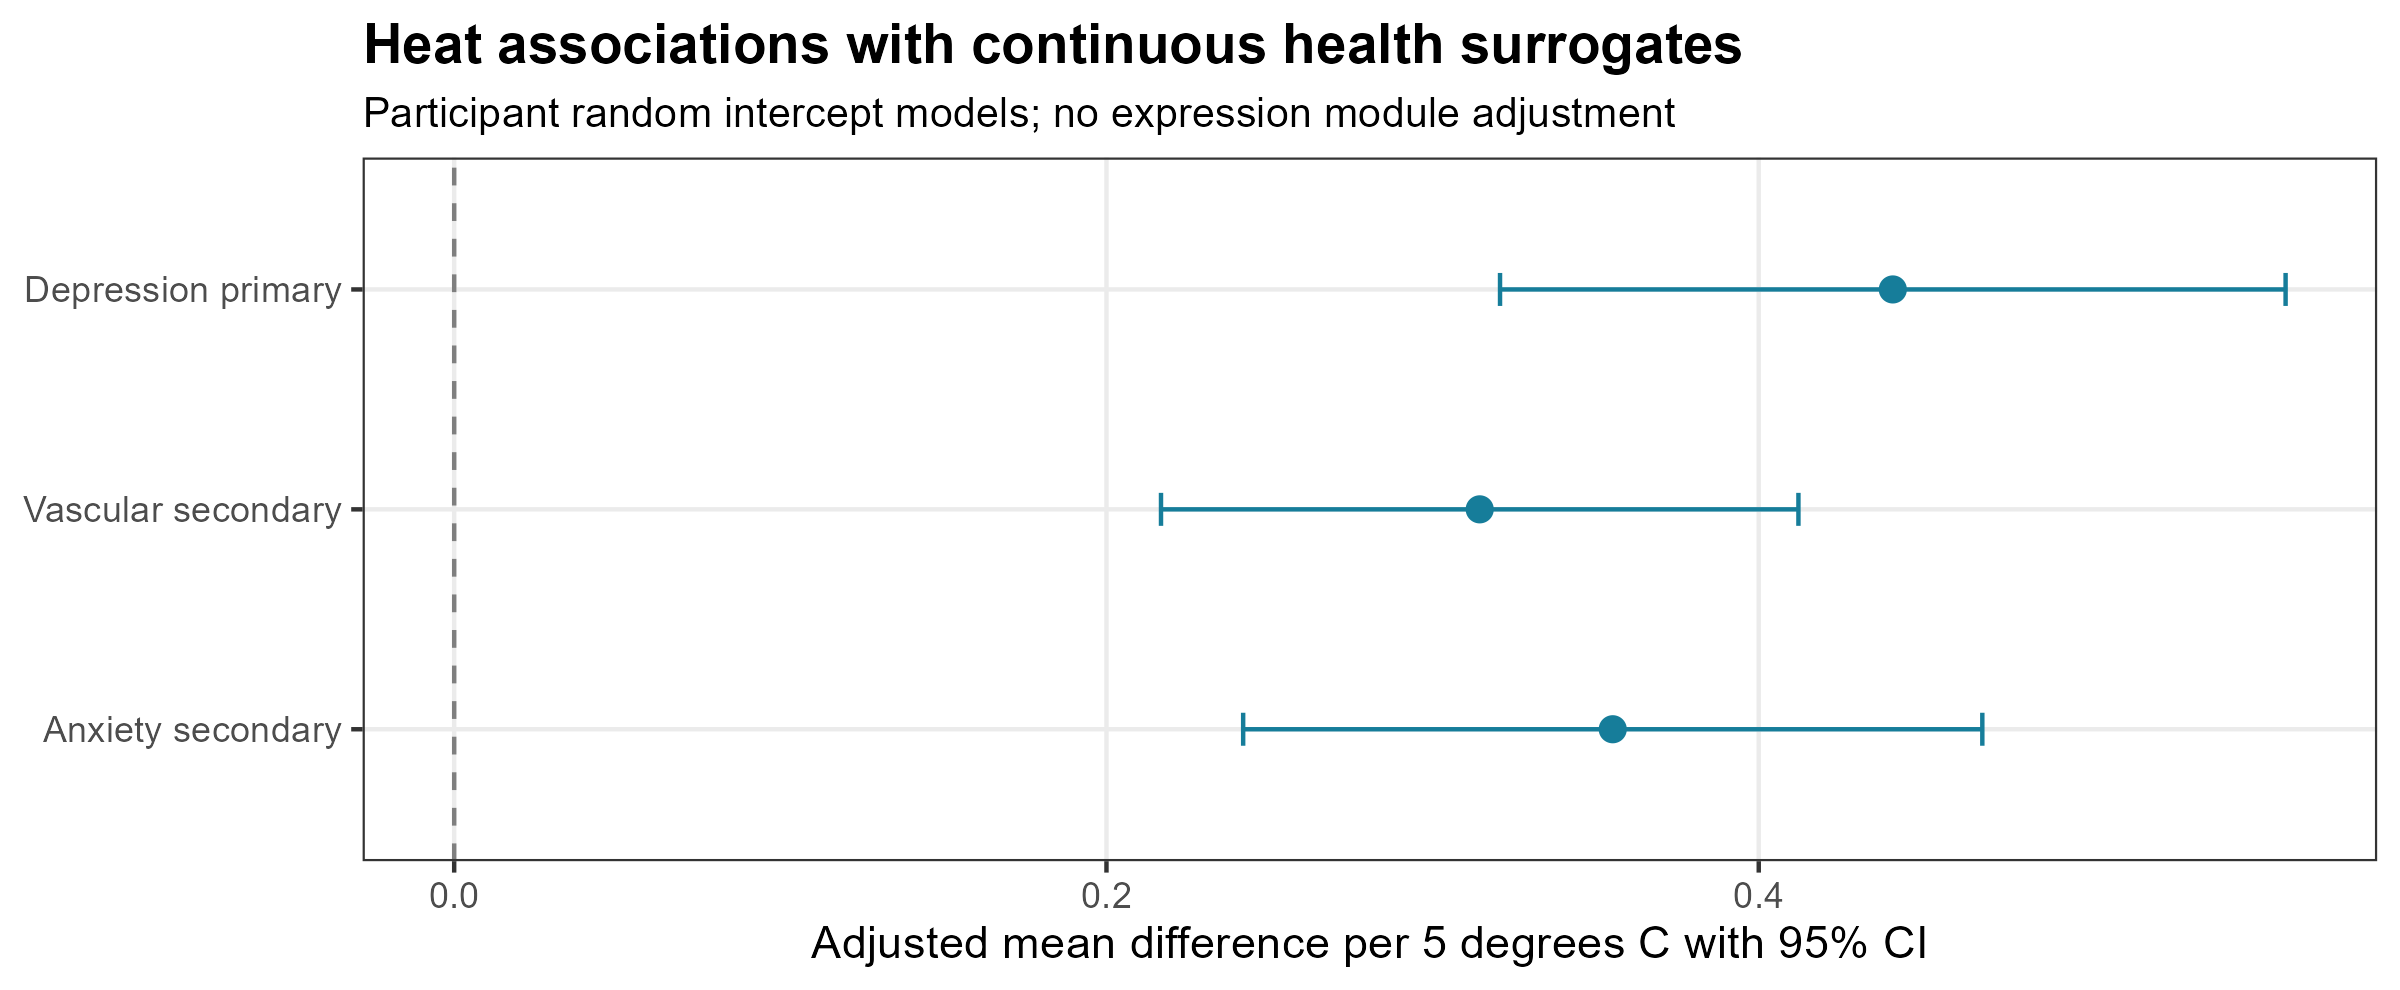 Heat associations with continuous health surrogates
Participant random intercept models; no expression module adjustment
Depression primary
Vascular secondary
Anxiety secondary
0.0
0.2
0.4
Adjusted mean difference per 5 degrees C with 95% CI